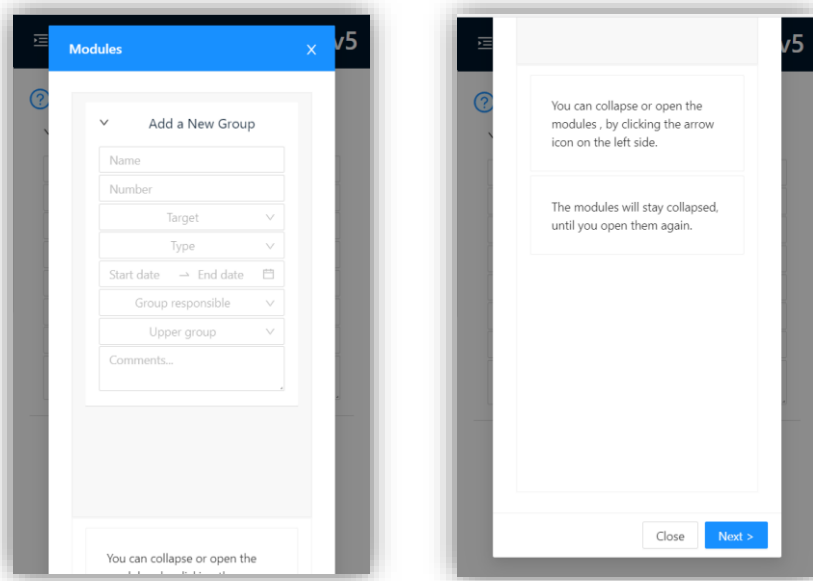 Modules
v5
Add a New Group
Name
Number
Target
Type
Start date → End date
Group responsible
Upper group
Comments...
You can collapse or open the
v5
You can collapse or open the
modules , by clicking the arrow
icon on the left side.
The modules will stay collapsed,
until you open them again.
Close
Next >